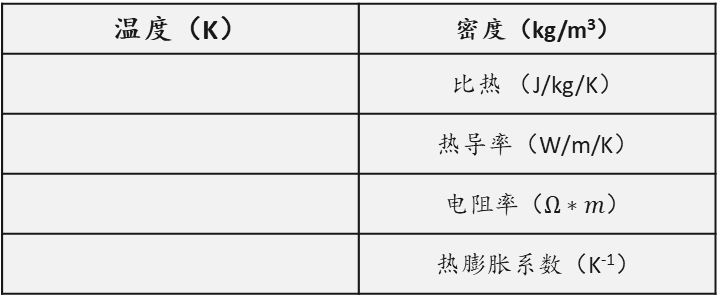 温度（K） 密度（kg/m³）
比热（J/kg/K）
热导率（W/m/K）
电阻率（Ω ∗ m）
热膨胀系数（K⁻¹）